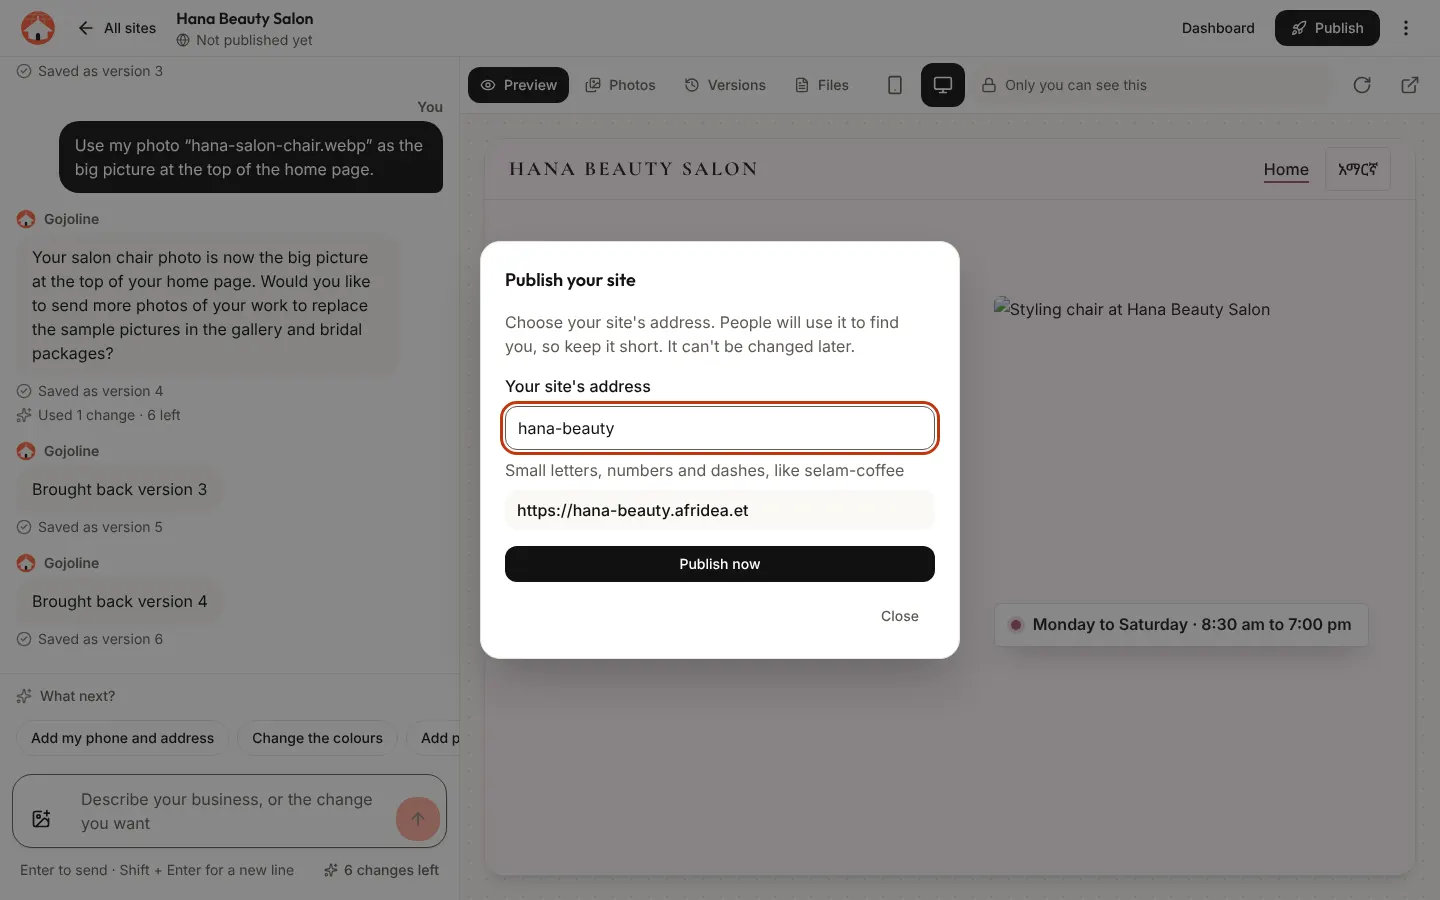 All sites
Hana Beauty Salon
Not published yet
Dashboard
Publish
Saved as version 3
You
Use my photo “hana-salon-chair.webp” as the
big picture at the top of the home page.
Gojoline
Your salon chair photo is now the big picture
at the top of your home page. Would you like
to send more photos of your work to replace
the sample pictures in the gallery and bridal
packages?
Saved as version 4
Used 1 change · 6 left
Gojoline
Brought back version 3
Saved as version 5
Gojoline
Brought back version 4
Saved as version 6
What next?
Add my phone and address
Change the colours
Add p
Describe your business, or the change
you want
Enter to send · Shift + Enter for a new line
6 changes left
Preview
Photos
Versions
Files
Only you can see this
HANA BEAUTY SALON
Home
አማርኛ
Styling chair at Hana Beauty Salon
Monday to Saturday · 8:30 am to 7:00 pm
Publish your site
Choose your site's address. People will use it to find
you, so keep it short. It can't be changed later.
Your site's address
hana-beauty
Small letters, numbers and dashes, like selam-coffee
https://hana-beauty.afridea.et
Publish now
Close